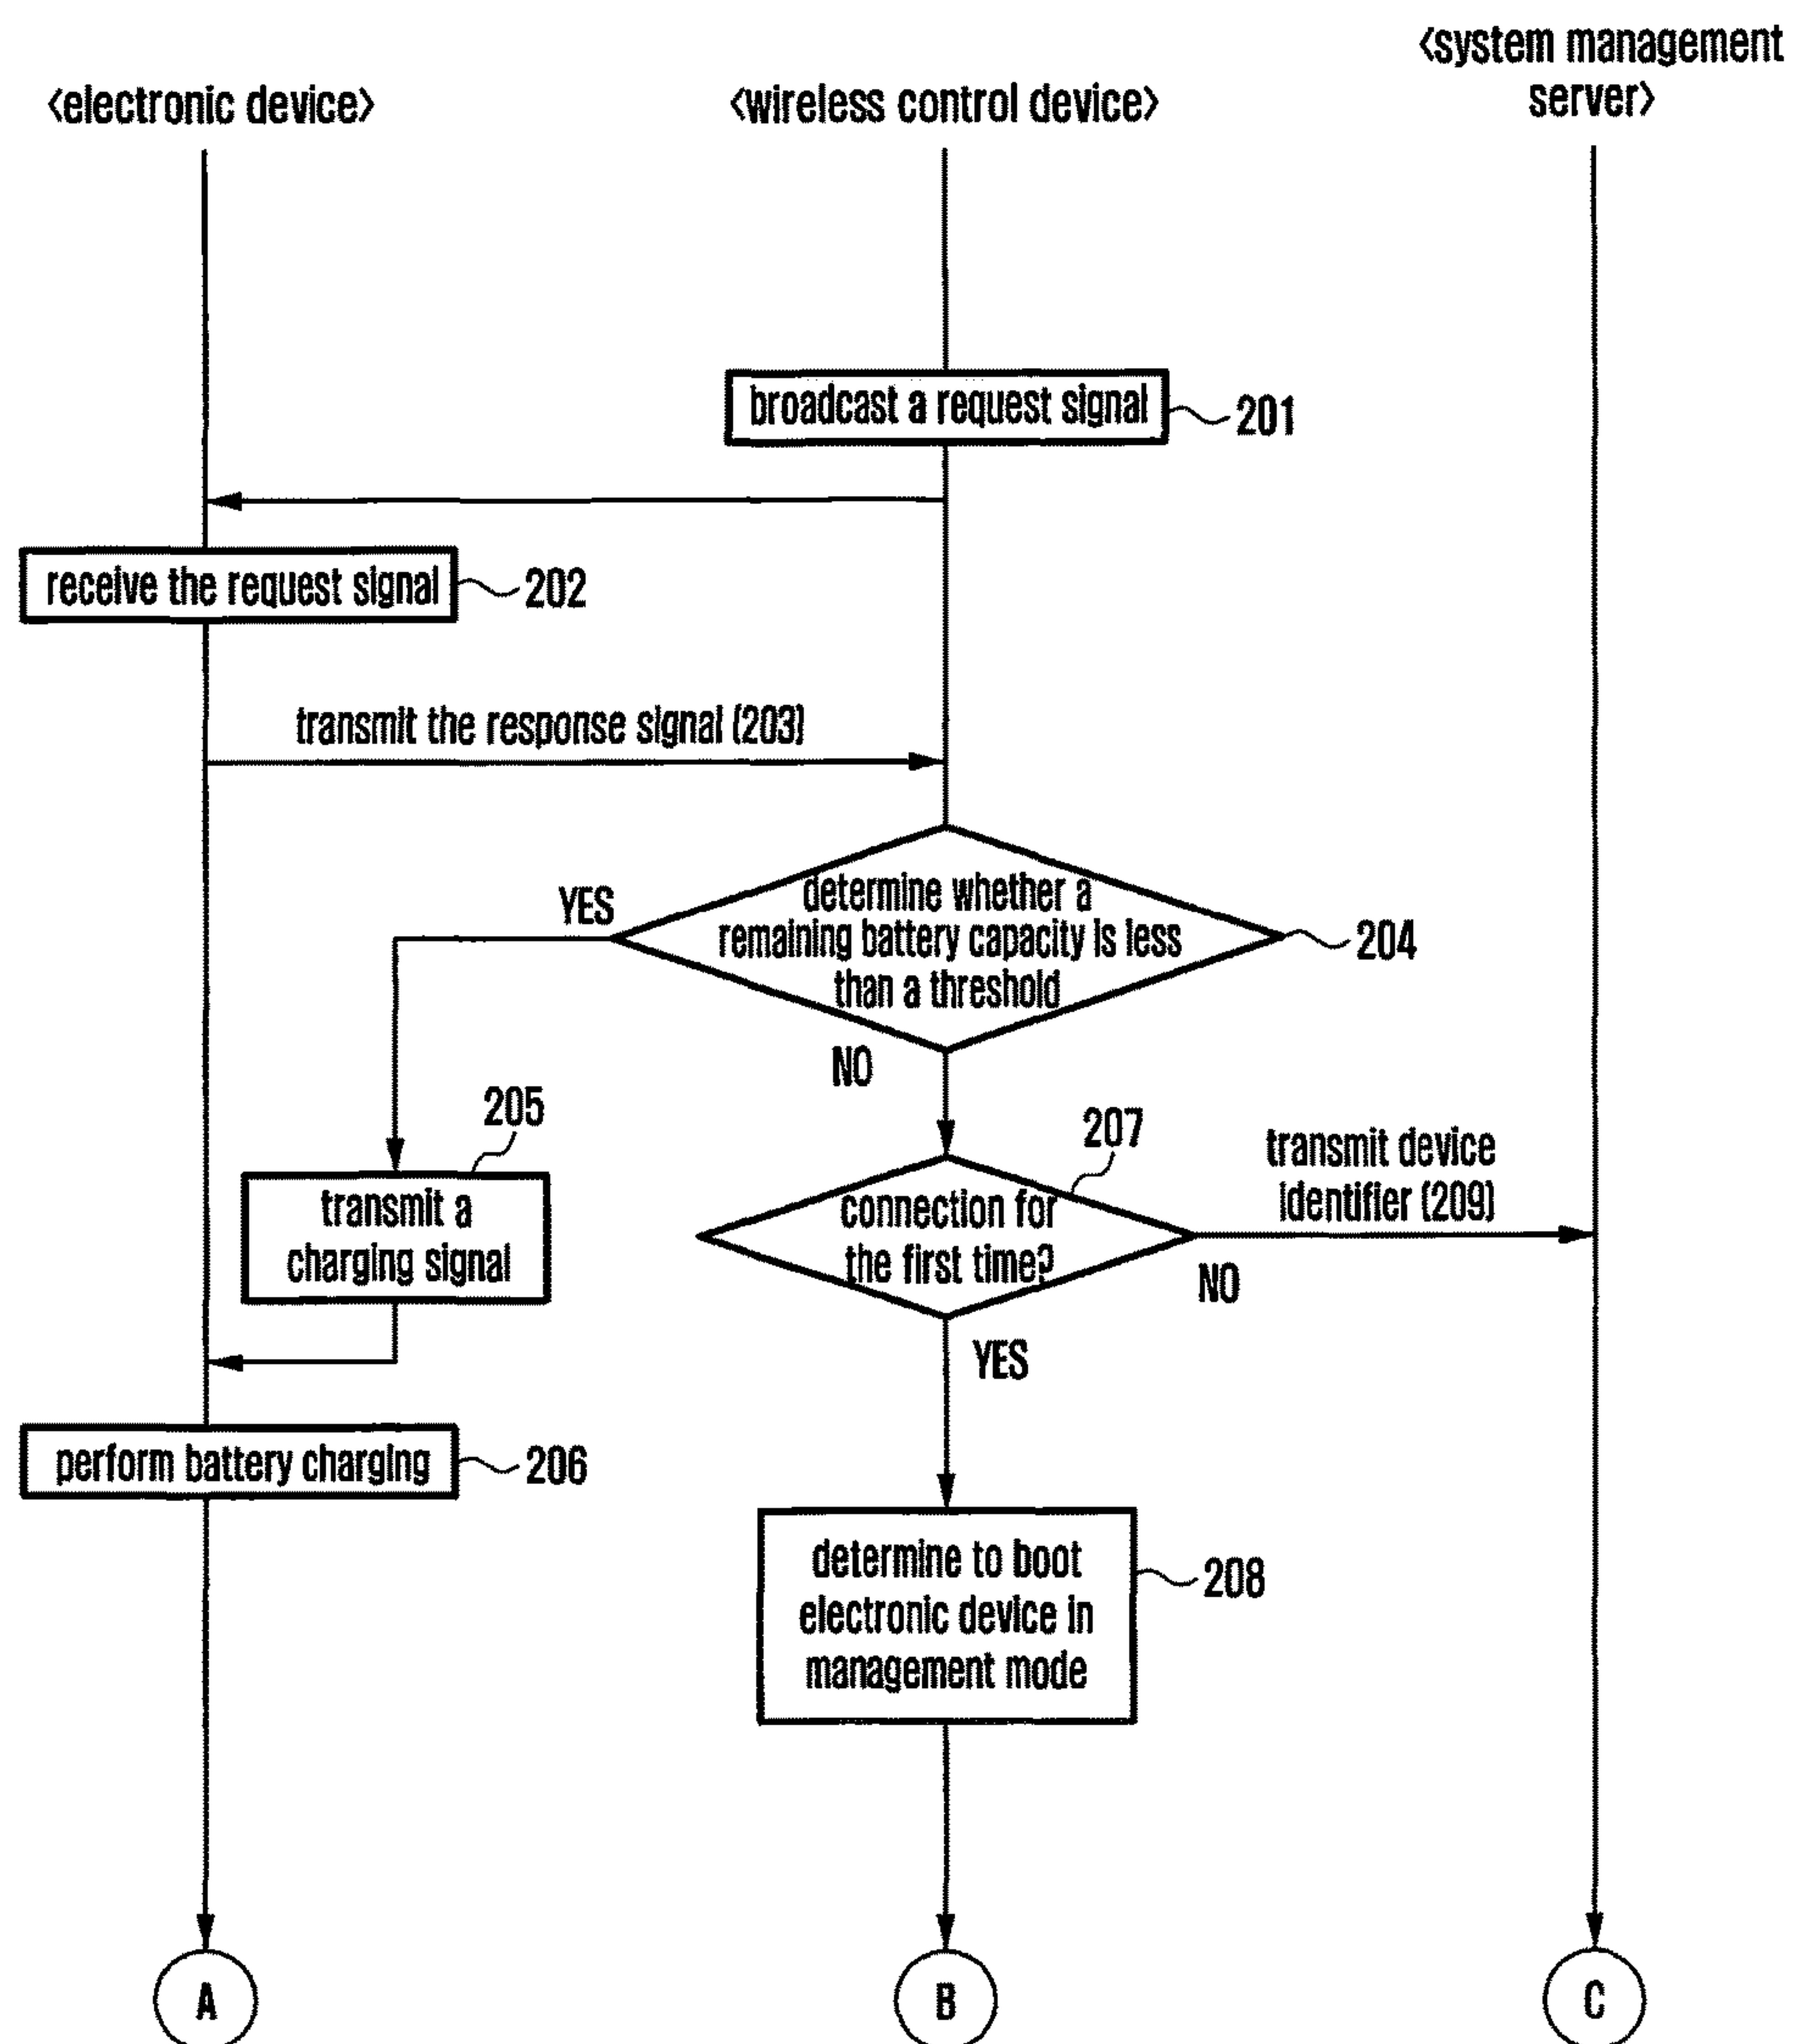 <system management
server>
<electronic device>
<wireless control device>
broadcast a request signal
201
receive the request signal
202
transmit the response signal (203)
determine whether a
remaining battery capacity is less
than a threshold
204
YES
NO
205
transmit a
charging signal
207
connection for
the first time?
transmit device
identifier (209)
NO
YES
perform battery charging
206
determine to boot
electronic device in
management mode
208
A
B
C